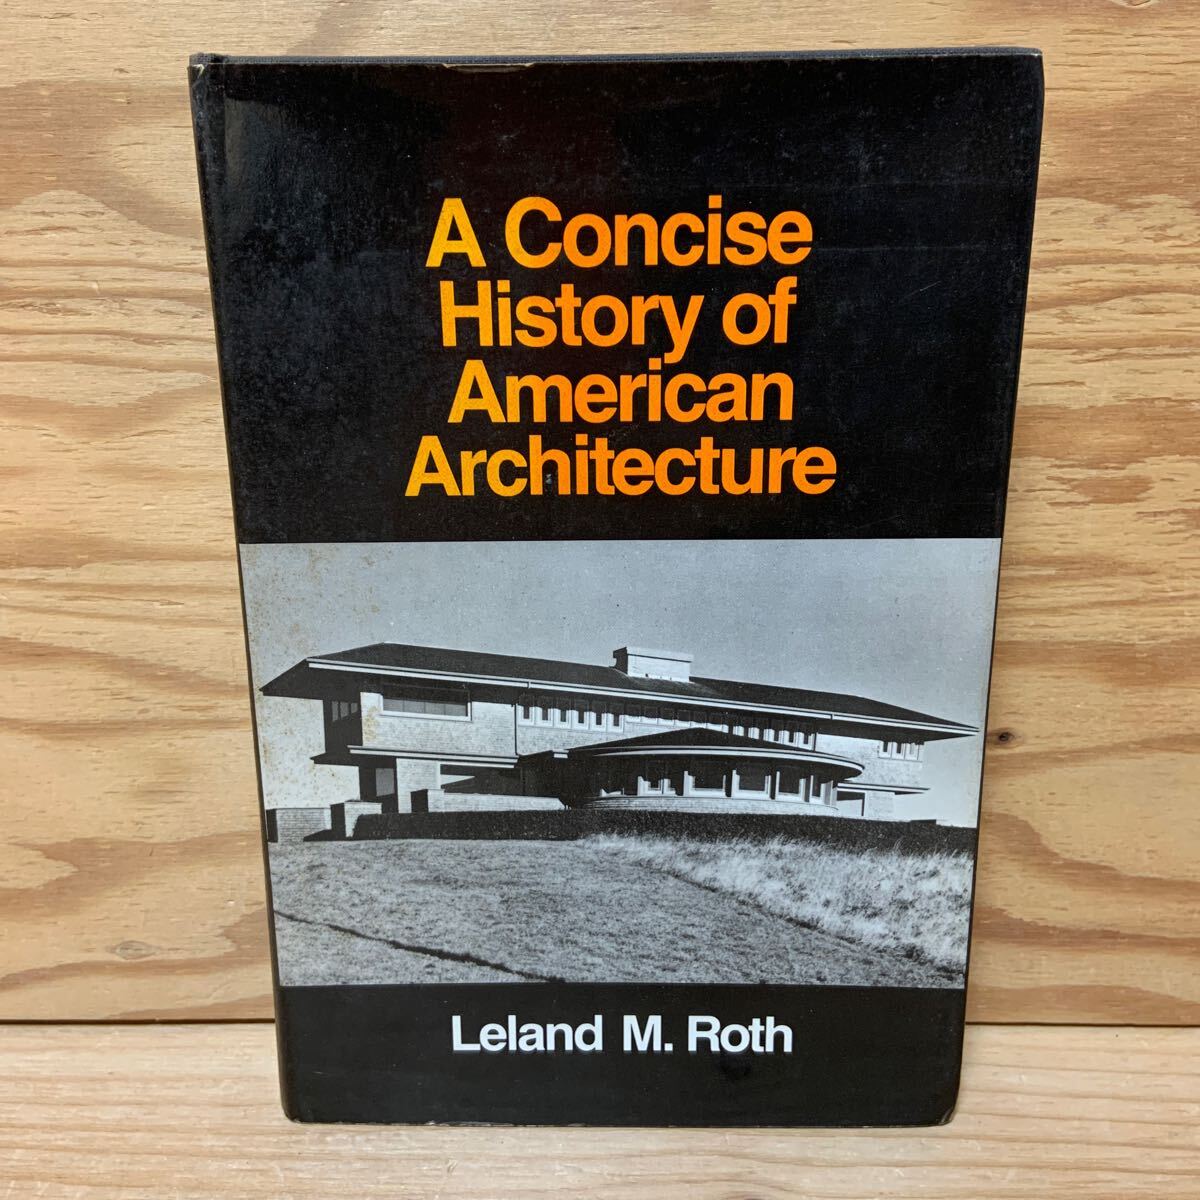 A Concise
History of
American
Architecture
Leland M. Roth